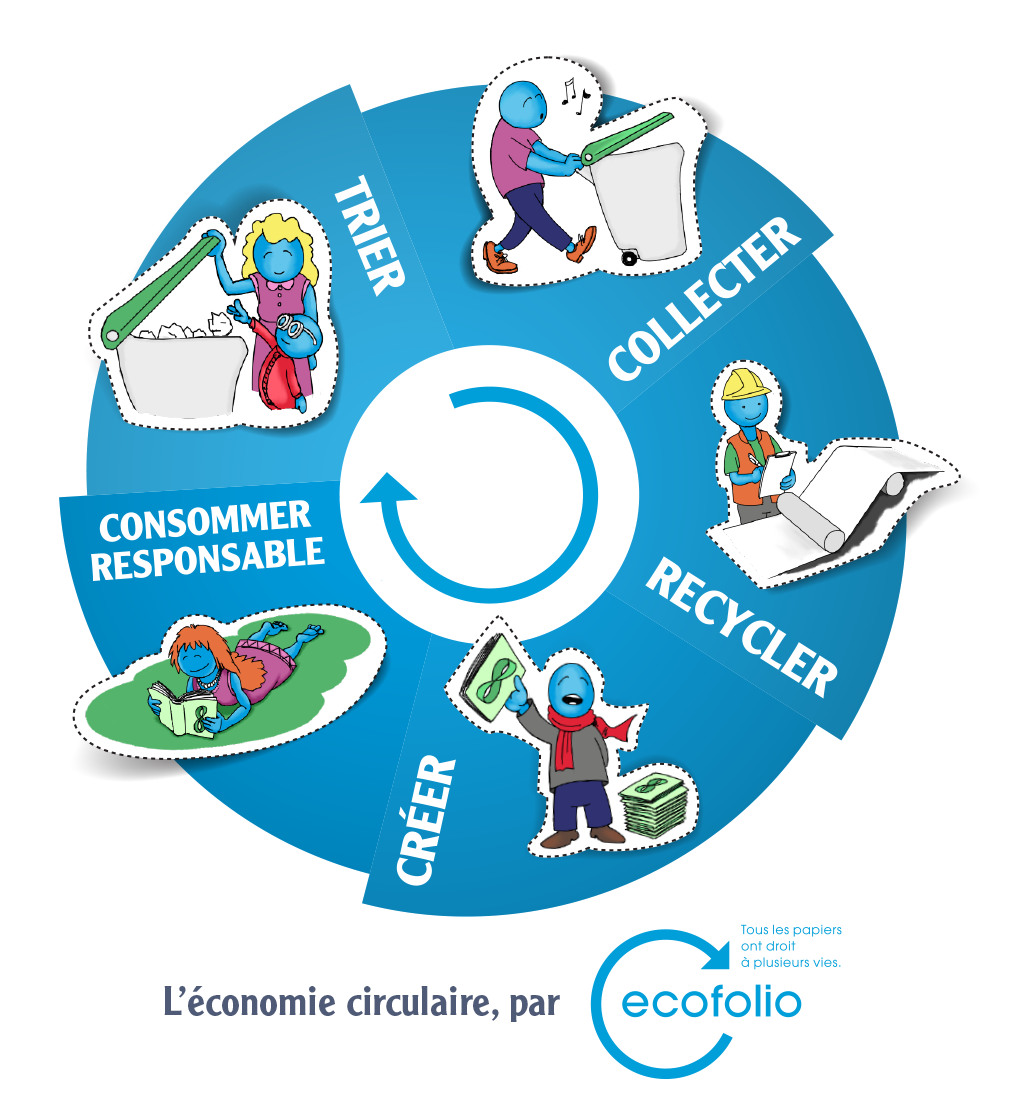 TRIER
COLLECTER
RECYCLER
CRÉER
CONSOMMER
RESPONSABLE
L'économie circulaire, par
Tous les papiers
ont droit
à plusieurs vies.
ecofolio